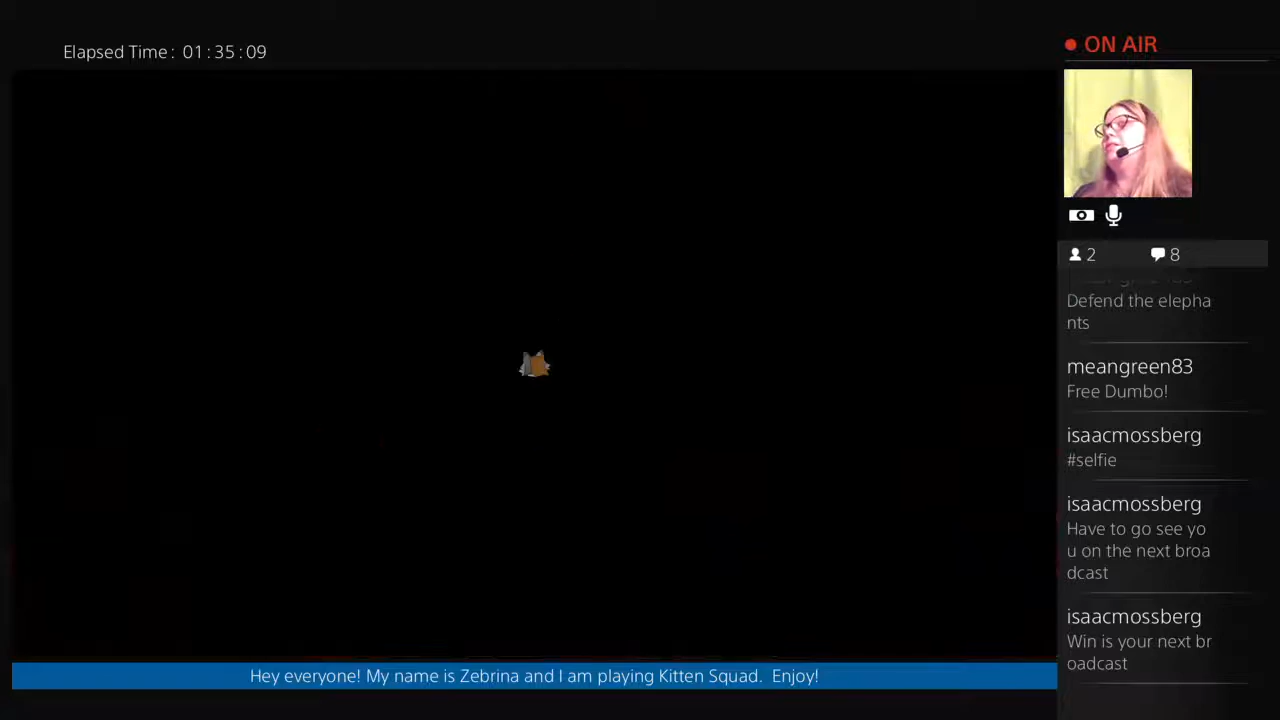 Elapsed Time: 01:35:09
ON AIR
2
8
Defend the elepha
nts
meangreen83
Free Dumbo!
isaacmossberg
#selfie
isaacmossberg
Have to go see yo
u on the next broa
dcast
isaacmossberg
Win is your next br
oadcast
Hey everyone! My name is Zebrina and I am playing Kitten Squad. Enjoy!